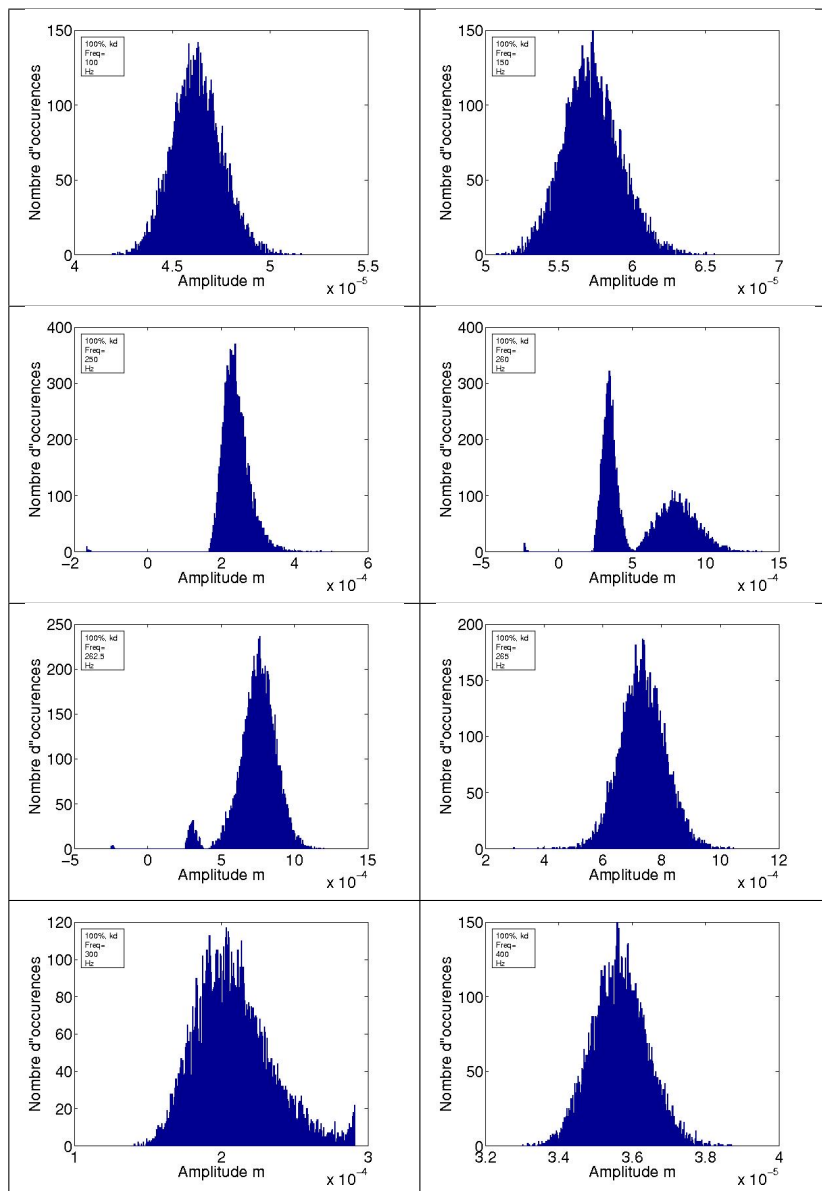 150
100
50
0
Nombre d"occurences
100%, kd
Freq=
100
Hz
4 4.5 5 5.5
Amplitude m
x 10⁻⁵
150
100
50
0
Nombre d"occurences
100%, kd
Freq=
150
Hz
5 5.5 6 6.5 7
Amplitude m
x 10⁻⁵
400
300
200
100
0
Nombre d"occurences
100%, kd
Freq=
250
Hz
−2 0 2 4 6
Amplitude m
x 10⁻⁴
400
300
200
100
0
Nombre d"occurences
100%, kd
Freq=
260
Hz
−5 0 5 10 15
Amplitude m
x 10⁻⁴
250
200
150
100
50
0
Nombre d"occurences
100%, kd
Freq=
262.5
Hz
−5 0 5 10 15
Amplitude m
x 10⁻⁴
200
150
100
50
0
Nombre d"occurences
100%, kd
Freq=
265
Hz
2 4 6 8 10 12
Amplitude m
x 10⁻⁴
120
100
80
60
40
20
0
Nombre d"occurences
100%, kd
Freq=
300
Hz
1 2 3
Amplitude m
x 10⁻⁴
150
100
50
0
Nombre d"occurences
100%, kd
Freq=
400
Hz
3.2 3.4 3.6 3.8 4
Amplitude m
x 10⁻⁵